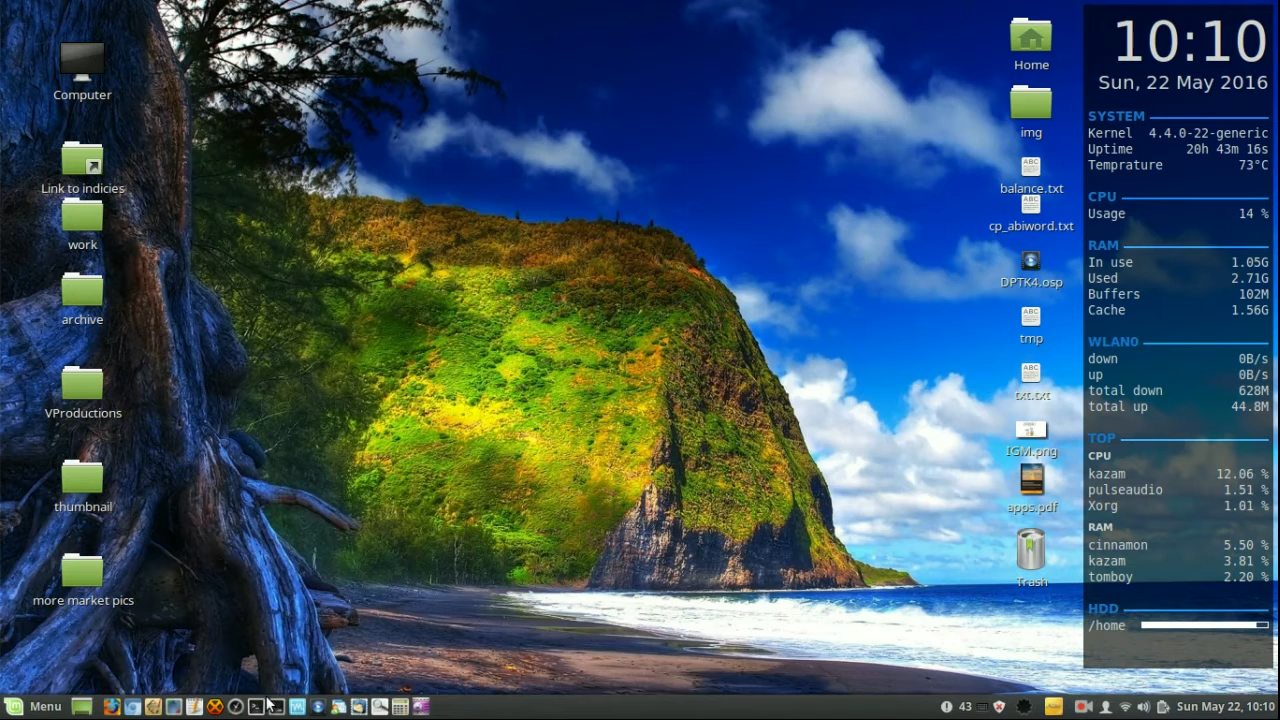 Computer
Link to indicies
work
archive
VProductions
thumbnail
more market pics
Home
img
balance.txt
ABC
cp_abiword.txt
DPTK4.osp
ABC
tmp
ABC
txt.txt
IGM.png
apps.pdf
Trash
10:10
Sun, 22 May 2016
SYSTEM
Kernel 4.4.0-22-generic
Uptime 20h 43m 16s
Temprature 73°C
CPU
Usage 14 %
RAM
In use 1.05G
Used 2.71G
Buffers 102M
Cache 1.56G
WLAN0
down 0B/s
up 0B/s
total down 628M
total up 44.8M
TOP
CPU
kazam 12.06 %
pulseaudio 1.51 %
Xorg 1.01 %
RAM
cinnamon 5.50 %
kazam 3.81 %
tomboy 2.20 %
HDD
/home
Menu
43
Sun May 22, 10:10